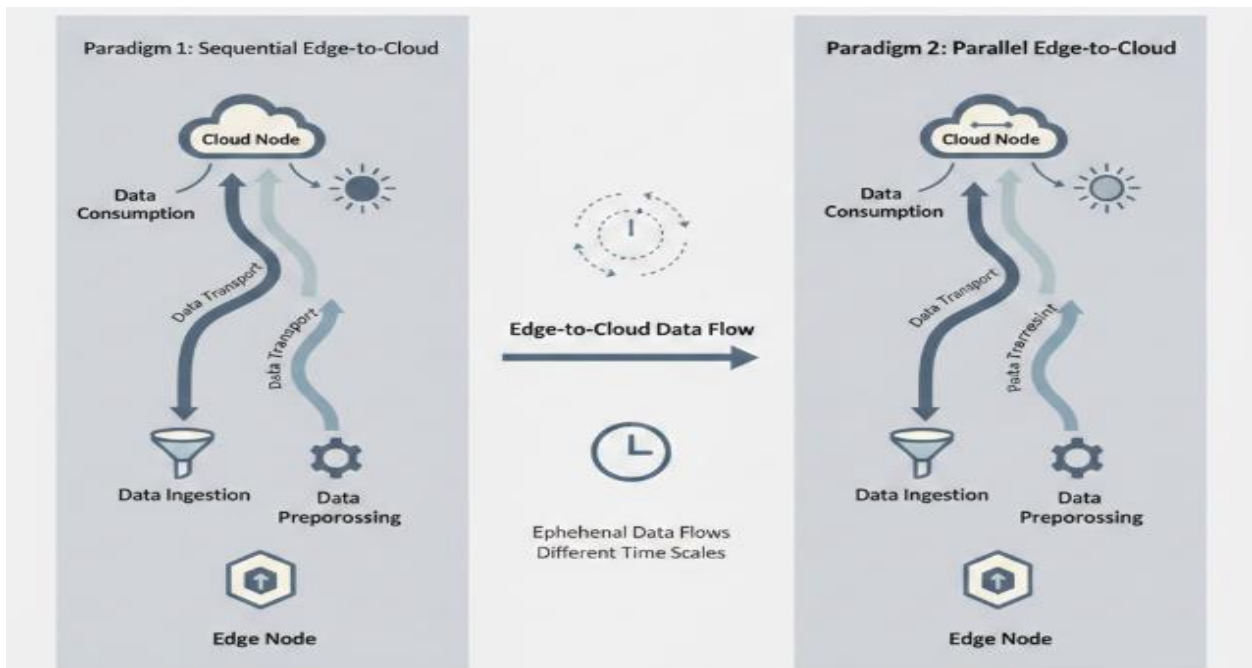 Paradigm 1: Sequential Edge-to-Cloud
Cloud Node
Data
Consumption
Data Transport
Data Transport
Data Ingestion
Data
Preporossing
Edge Node
Edge-to-Cloud Data Flow
Ephehenal Data Flows
Different Time Scales
Paradigm 2: Parallel Edge-to-Cloud
Cloud Node
Data
Consumption
Data Transport
Data Ingestion
Data
Preporossing
Edge Node